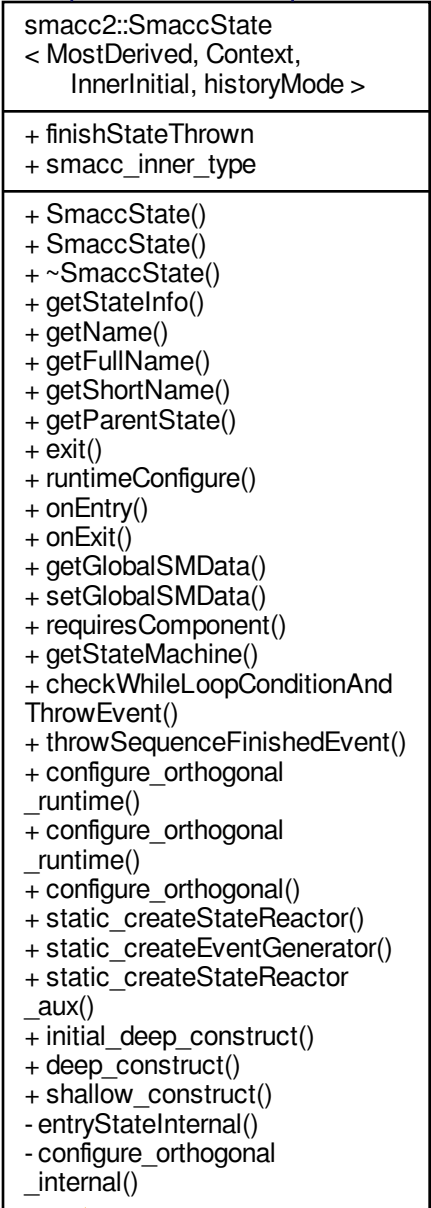 smacc2::SmaccState
< MostDerived, Context,
InnerInitial, historyMode >
+ finishStateThrown
+ smacc_inner_type
+ SmaccState()
+ SmaccState()
+ ~SmaccState()
+ getStateInfo()
+ getName()
+ getFullName()
+ getShortName()
+ getParentState()
+ exit()
+ runtimeConfigure()
+ onEntry()
+ onExit()
+ getGlobalSMData()
+ setGlobalSMData()
+ requiresComponent()
+ getStateMachine()
+ checkWhileLoopConditionAnd
ThrowEvent()
+ throwSequenceFinishedEvent()
+ configure_orthogonal
_runtime()
+ configure_orthogonal
_runtime()
+ configure_orthogonal()
+ static_createStateReactor()
+ static_createEventGenerator()
+ static_createStateReactor
_aux()
+ initial_deep_construct()
+ deep_construct()
+ shallow_construct()
- entryStateInternal()
- configure_orthogonal
_internal()